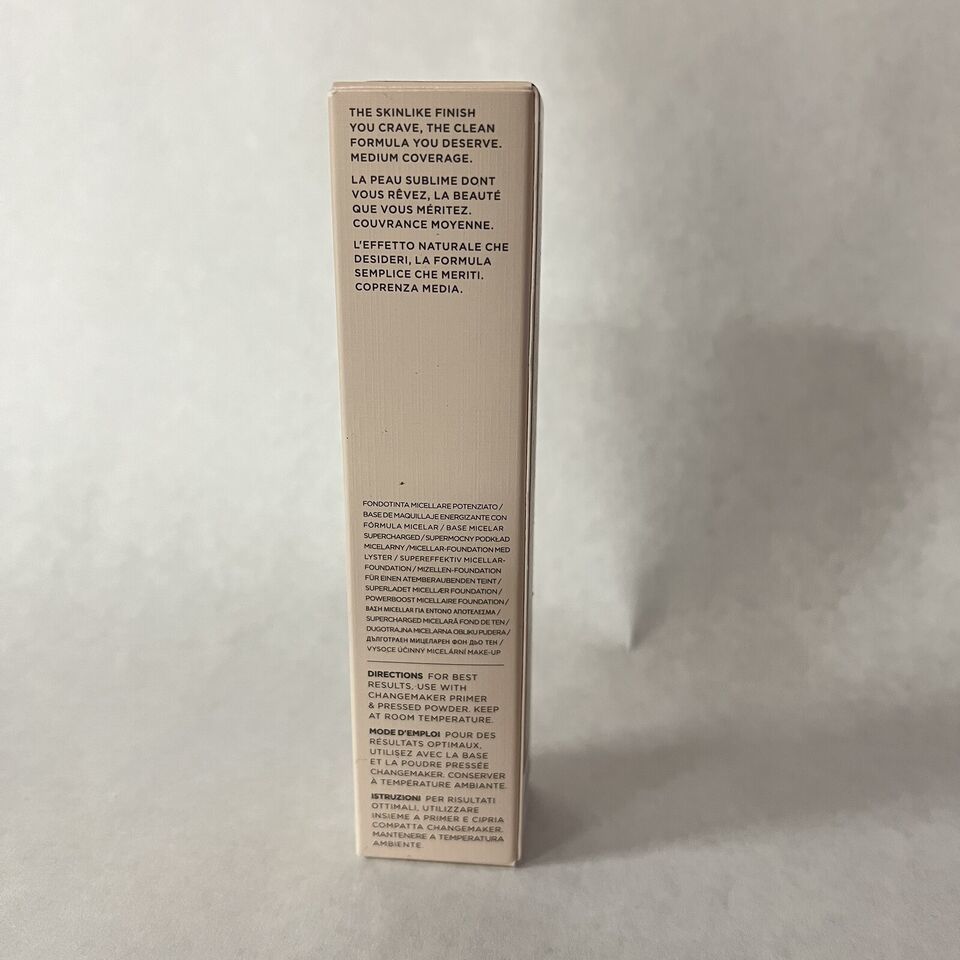 THE SKINLIKE FINISH
YOU CRAVE, THE CLEAN
FORMULA YOU DESERVE.
MEDIUM COVERAGE.
LA PEAU SUBLIME DONT
VOUS RÊVEZ, LA BEAUTÉ
QUE VOUS MÉRITEZ.
COUVRANCE MOYENNE.
L'EFFETTO NATURALE CHE
DESIDERI, LA FORMULA
SEMPLICE CHE MERITI.
COPRENZA MEDIA.
FONDOTINTA MICELLARE POTENZIATO /
BASE DE MAQUILLAJE ENERGIZANTE CON
FÓRMULA MICELAR / BASE MICELAR
SUPERCHARGED / SUPERMOCNY PODKŁAD
MICELARNY /MICELLAR-FOUNDATION MED
LYSTER / SUPEREFFEKTIV MICELLAR-
FOUNDATION / MIZELLEN-FOUNDATION
FÜR EINEN ATEMBERAUBENDEN TEINT /
SUPERLADET MICELLÆR FOUNDATION /
POWERBOOST MICELLAIRE FOUNDATION /
ΒΑΣΗ MICELLAR ΓΙΑ ΕΝΤΟΝΟ ΑΠΟΤΕΛΕΣΜΑ /
SUPERCHARGED MICELARĂ FOND DE TEN /
DUGOTRAJNA MICELARNA OBLIKU PUDERA /
ДЪЛГОТРАЕН МИЦЕЛАРЕН ФОН ДЬО ТЕН /
VYSOCE ÚČINNÝ MICELÁRNÍ MAKE-UP
DIRECTIONS FOR BEST
RESULTS, USE WITH
CHANGEMAKER PRIMER
& PRESSED POWDER. KEEP
AT ROOM TEMPERATURE.
MODE D'EMPLOI POUR DES
RÉSULTATS OPTIMAUX,
UTILISEZ AVEC LA BASE
ET LA POUDRE PRESSÉE
CHANGEMAKER. CONSERVER
À TEMPÉRATURE AMBIANTE.
ISTRUZIONI PER RISULTATI
OTTIMALI, UTILIZZARE
INSIEME A PRIMER E CIPRIA
COMPATTA CHANGEMAKER.
MANTENERE A TEMPERATURA
AMBIENTE.